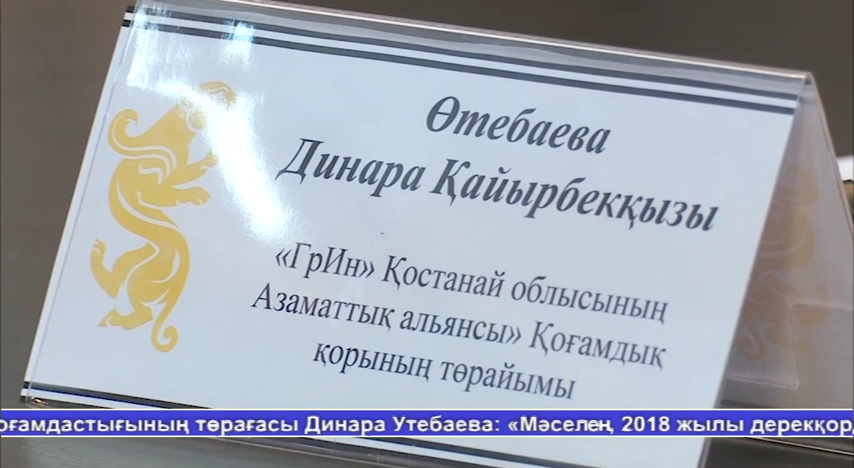 Өтебаева
Динара Қайырбекқызы
«ГрИн» Қостанай облысының
Азаматтық альянсы» Қоғамдық
қорының төрайымы
оғамдастығының төрағасы Динара Утебаева: «Мәселең, 2018 жылы дерекқорд